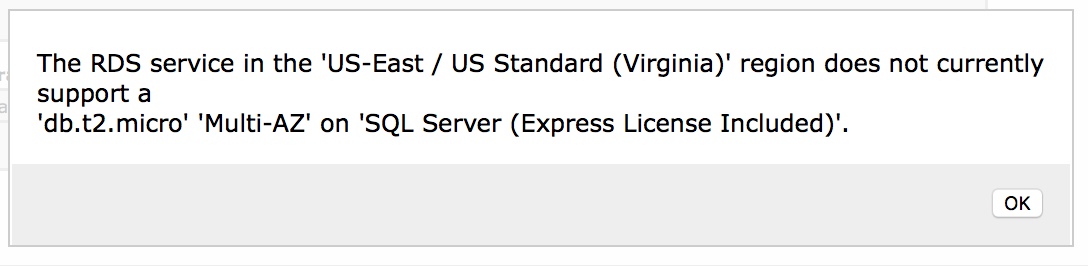 The RDS service in the 'US-East / US Standard (Virginia)' region does not currently
support a
'db.t2.micro' 'Multi-AZ' on 'SQL Server (Express License Included)'.
OK